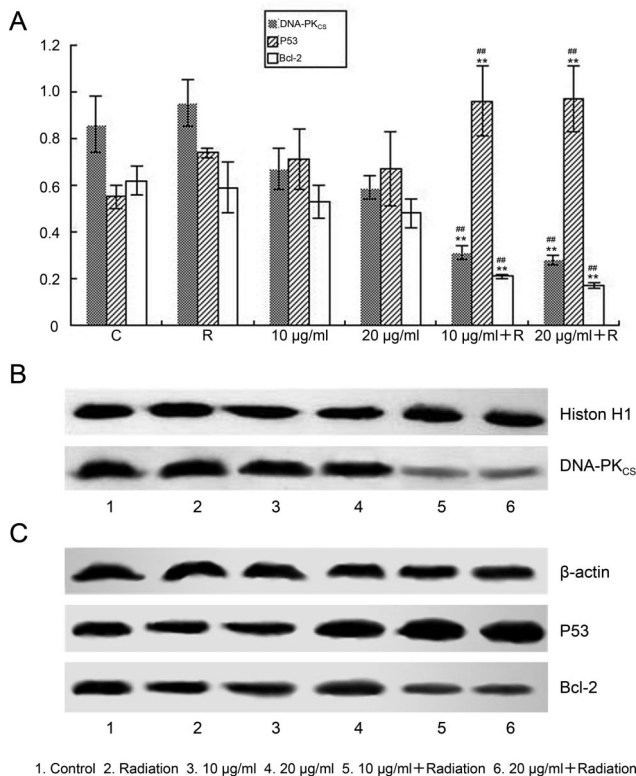 A
DNA-PKCS
P53
Bcl-2
1.2
1.0
0.8
0.6
0.4
0.2
0
##
**
##
**
##
**
##
**
##
**
##
**
C R 10 µg/ml 20 µg/ml 10 µg/ml+R 20 µg/ml+R
B
Histon H1
DNA-PKCS
1 2 3 4 5 6
C
β-actin
P53
Bcl-2
1 2 3 4 5 6
1. Control 2. Radiation 3. 10 µg/ml 4. 20 µg/ml 5. 10 µg/ml+Radiation 6. 20 µg/ml+Radiation